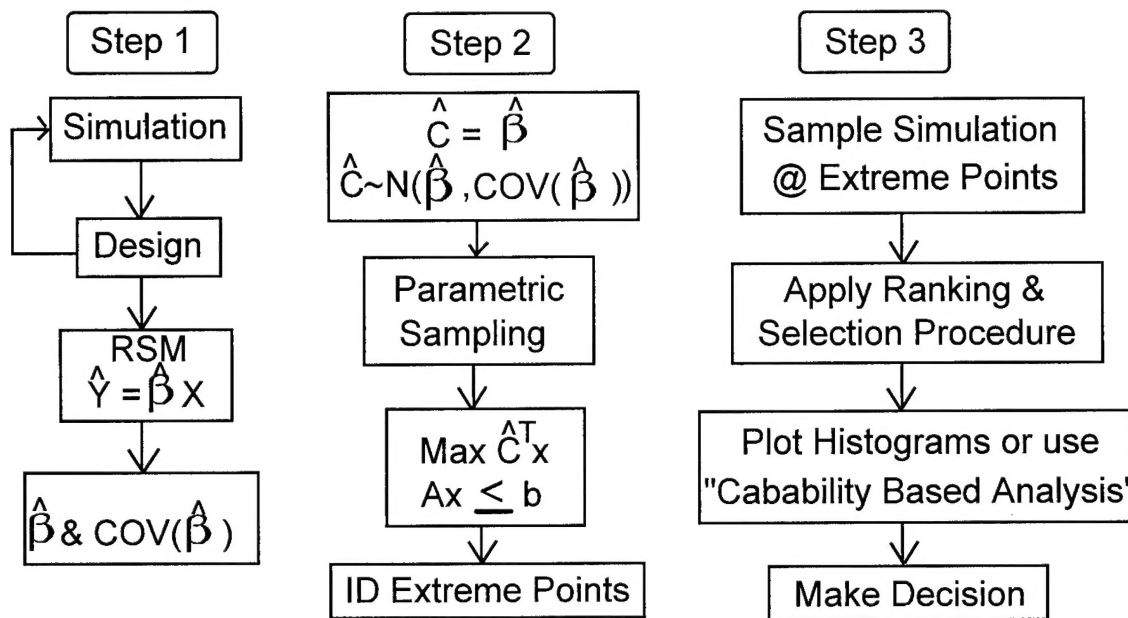 Step 1
Simulation
Design
RSM
Ŷ = β̂ X
β̂ & COV(β̂)
Step 2
Ĉ = β̂
Ĉ~N(β̂ ,COV(β̂ ))
Parametric
Sampling
Max Ĉᵀx
Ax ≤ b
ID Extreme Points
Step 3
Sample Simulation
@ Extreme Points
Apply Ranking &
Selection Procedure
Plot Histograms or use
"Cabability Based Analysis"
Make Decision